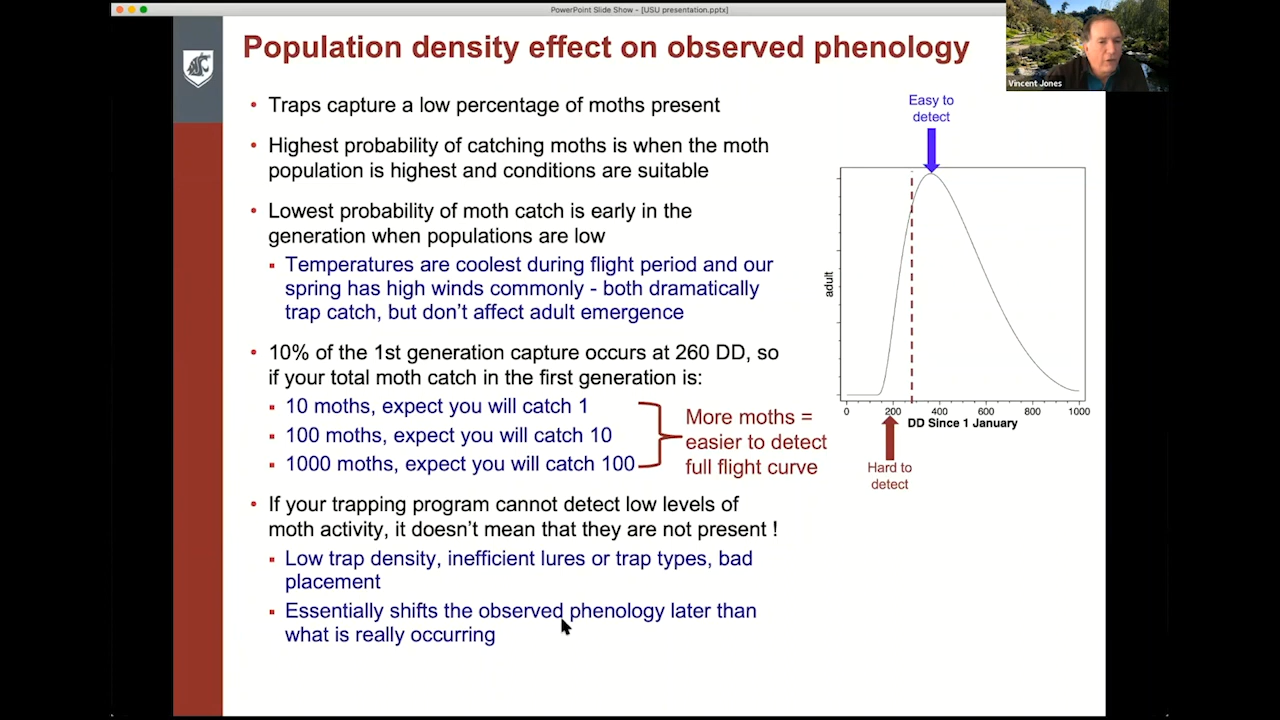 PowerPoint Slide Show - [USU presentation.pptx]
Population density effect on observed phenology
Vincent Jones
• Traps capture a low percentage of moths present
• Highest probability of catching moths is when the moth
population is highest and conditions are suitable
• Lowest probability of moth catch is early in the
generation when populations are low
▪ Temperatures are coolest during flight period and our
spring has high winds commonly - both dramatically
trap catch, but don't affect adult emergence
• 10% of the 1st generation capture occurs at 260 DD, so
if your total moth catch in the first generation is:
▪ 10 moths, expect you will catch 1
▪ 100 moths, expect you will catch 10
▪ 1000 moths, expect you will catch 100
More moths =
easier to detect
full flight curve
• If your trapping program cannot detect low levels of
moth activity, it doesn't mean that they are not present !
▪ Low trap density, inefficient lures or trap types, bad
placement
▪ Essentially shifts the observed phenology later than
what is really occurring
Easy to
detect
adult
0 200 400 600 800 1000
DD Since 1 January
Hard to
detect